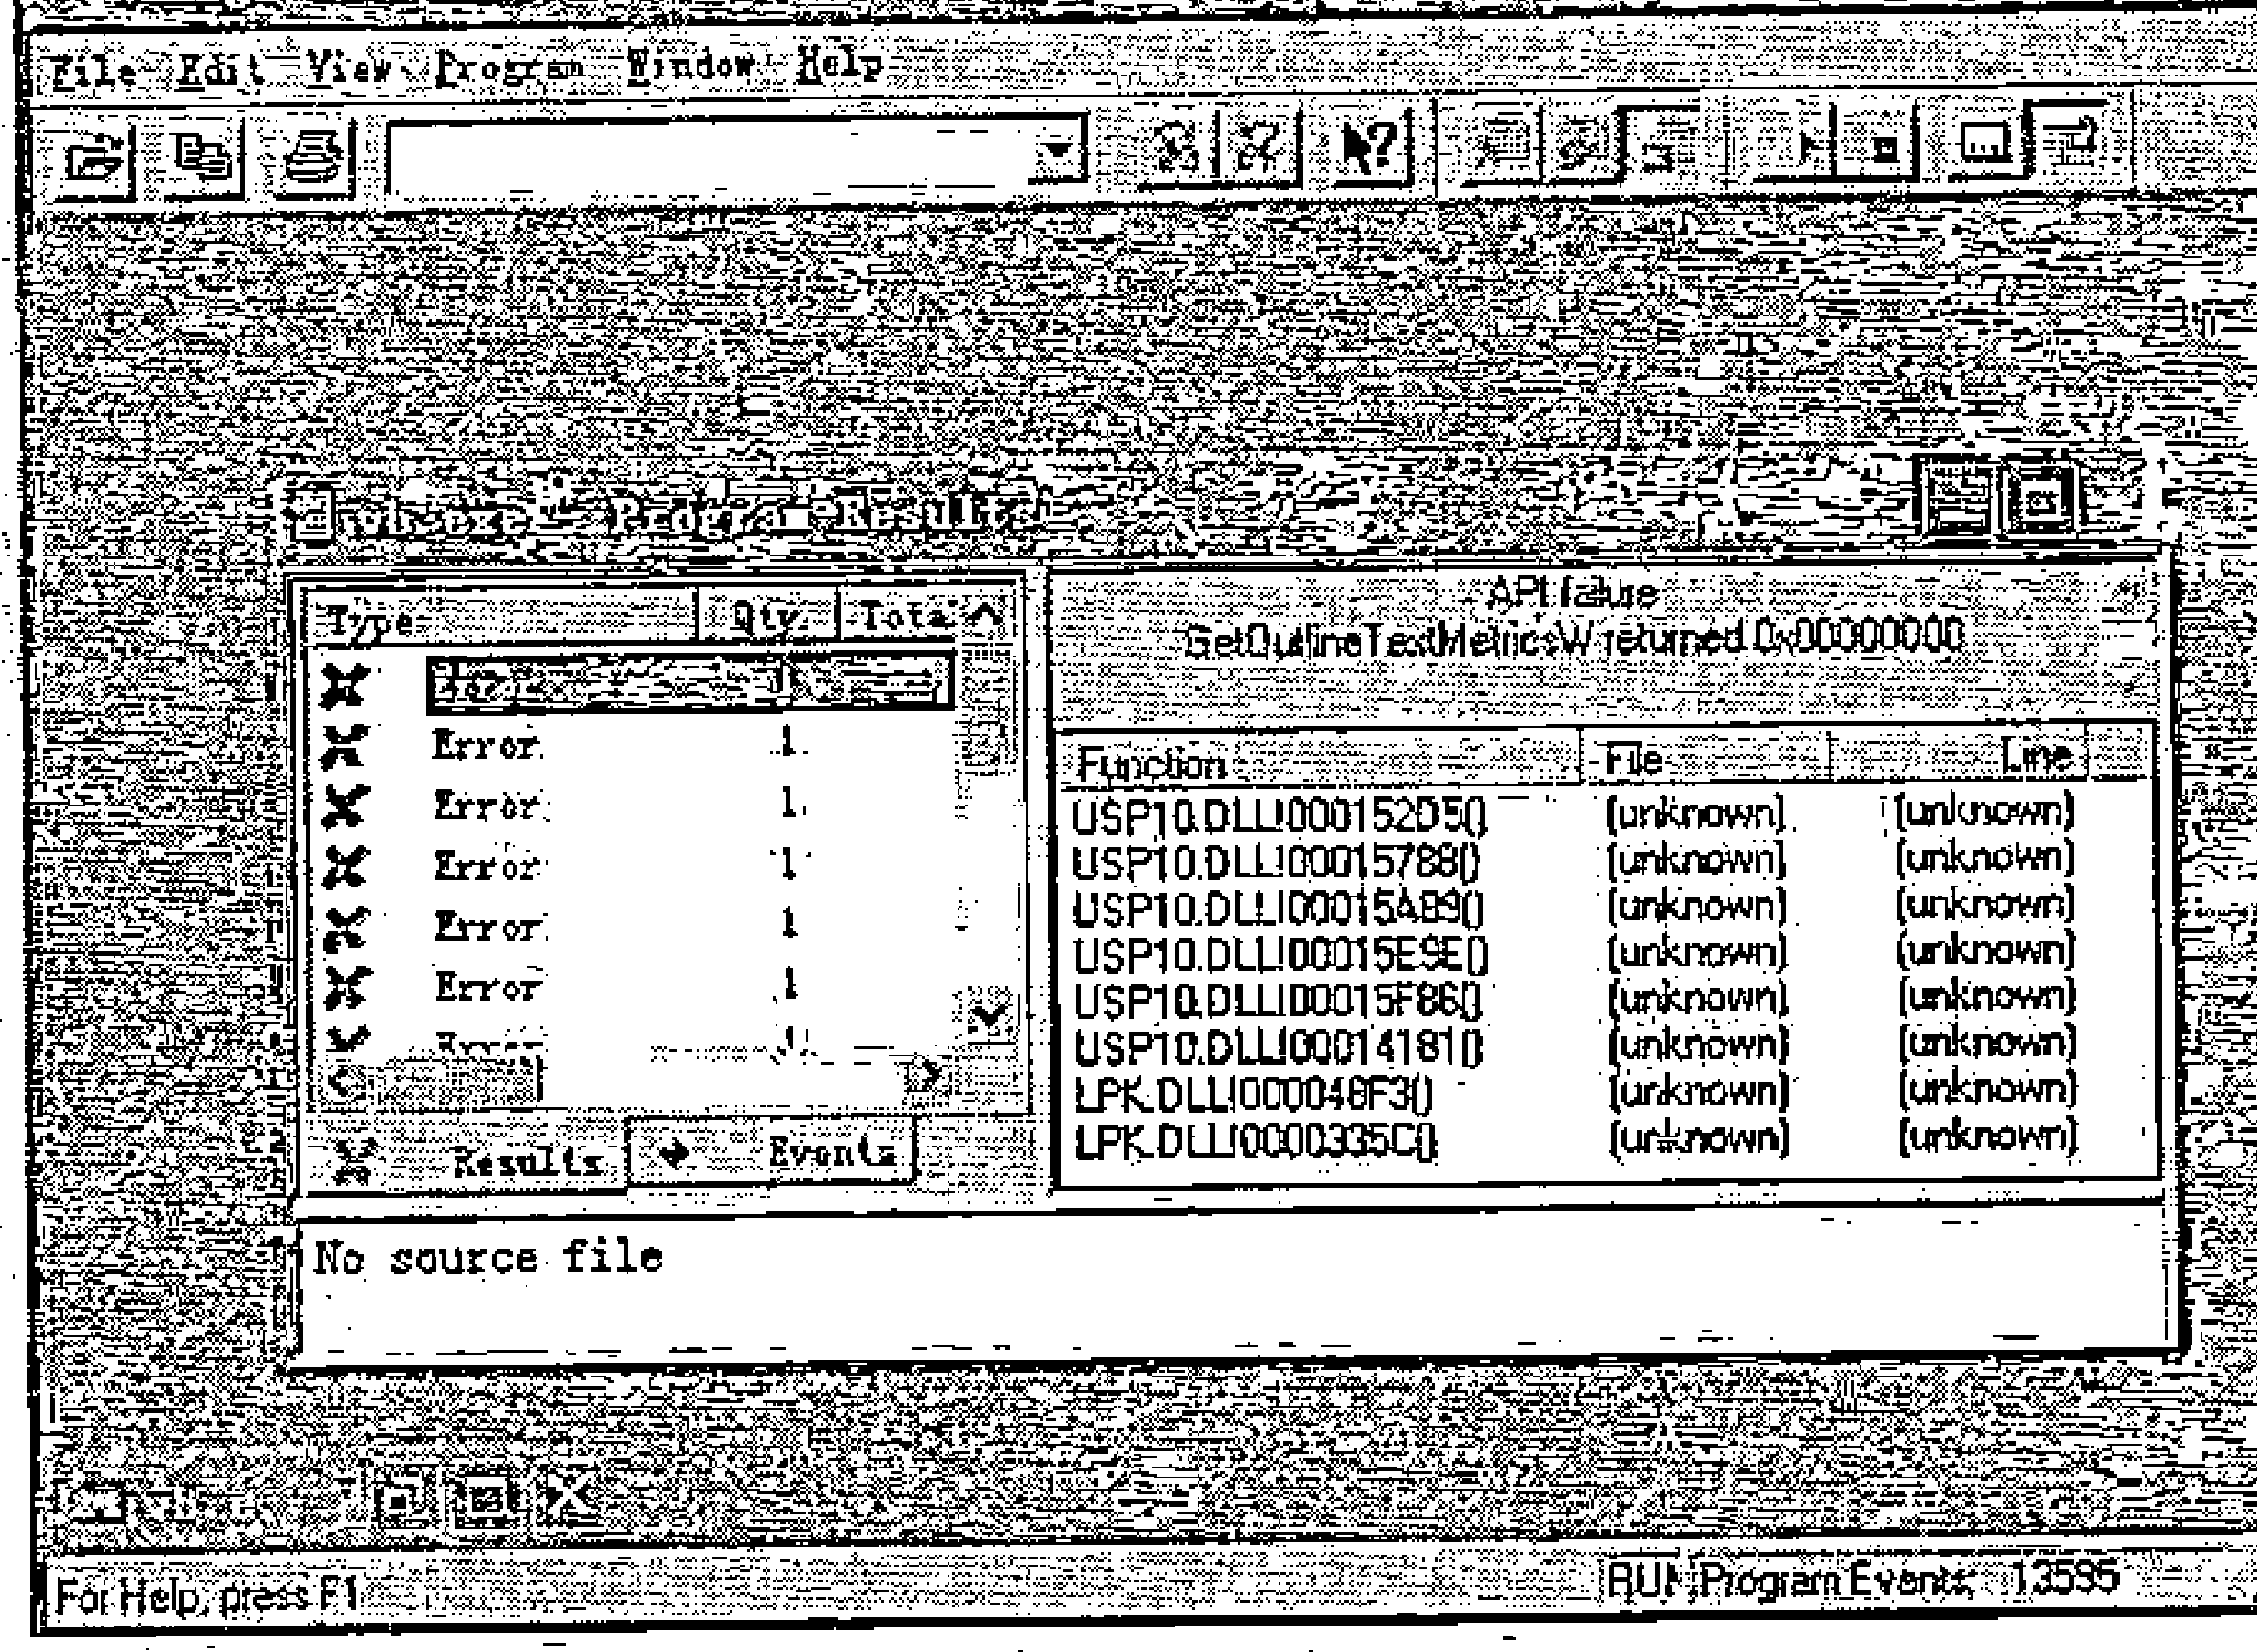 File Edit View Program Window Help
Program Results
Type Qty. Tota
Error 1
Error 1
Error 1
Error 1
Error 1
Error 1
Results Events
API failure
GetOutlineTextMetricsW returned 0x00000000
Function File Line
USP10.DLL!000152D5() (unknown) (unknown)
USP10.DLL!00015788() (unknown) (unknown)
USP10.DLL!00015A89() (unknown) (unknown)
USP10.DLL!00015E9E() (unknown) (unknown)
USP10.DLL!00015F86() (unknown) (unknown)
USP10.DLL!00014181() (unknown) (unknown)
LPK.DLL!000048F3() (unknown) (unknown)
LPK.DLL!0000335C() (unknown) (unknown)
No source file
For Help, press F1 Program Events: 13595